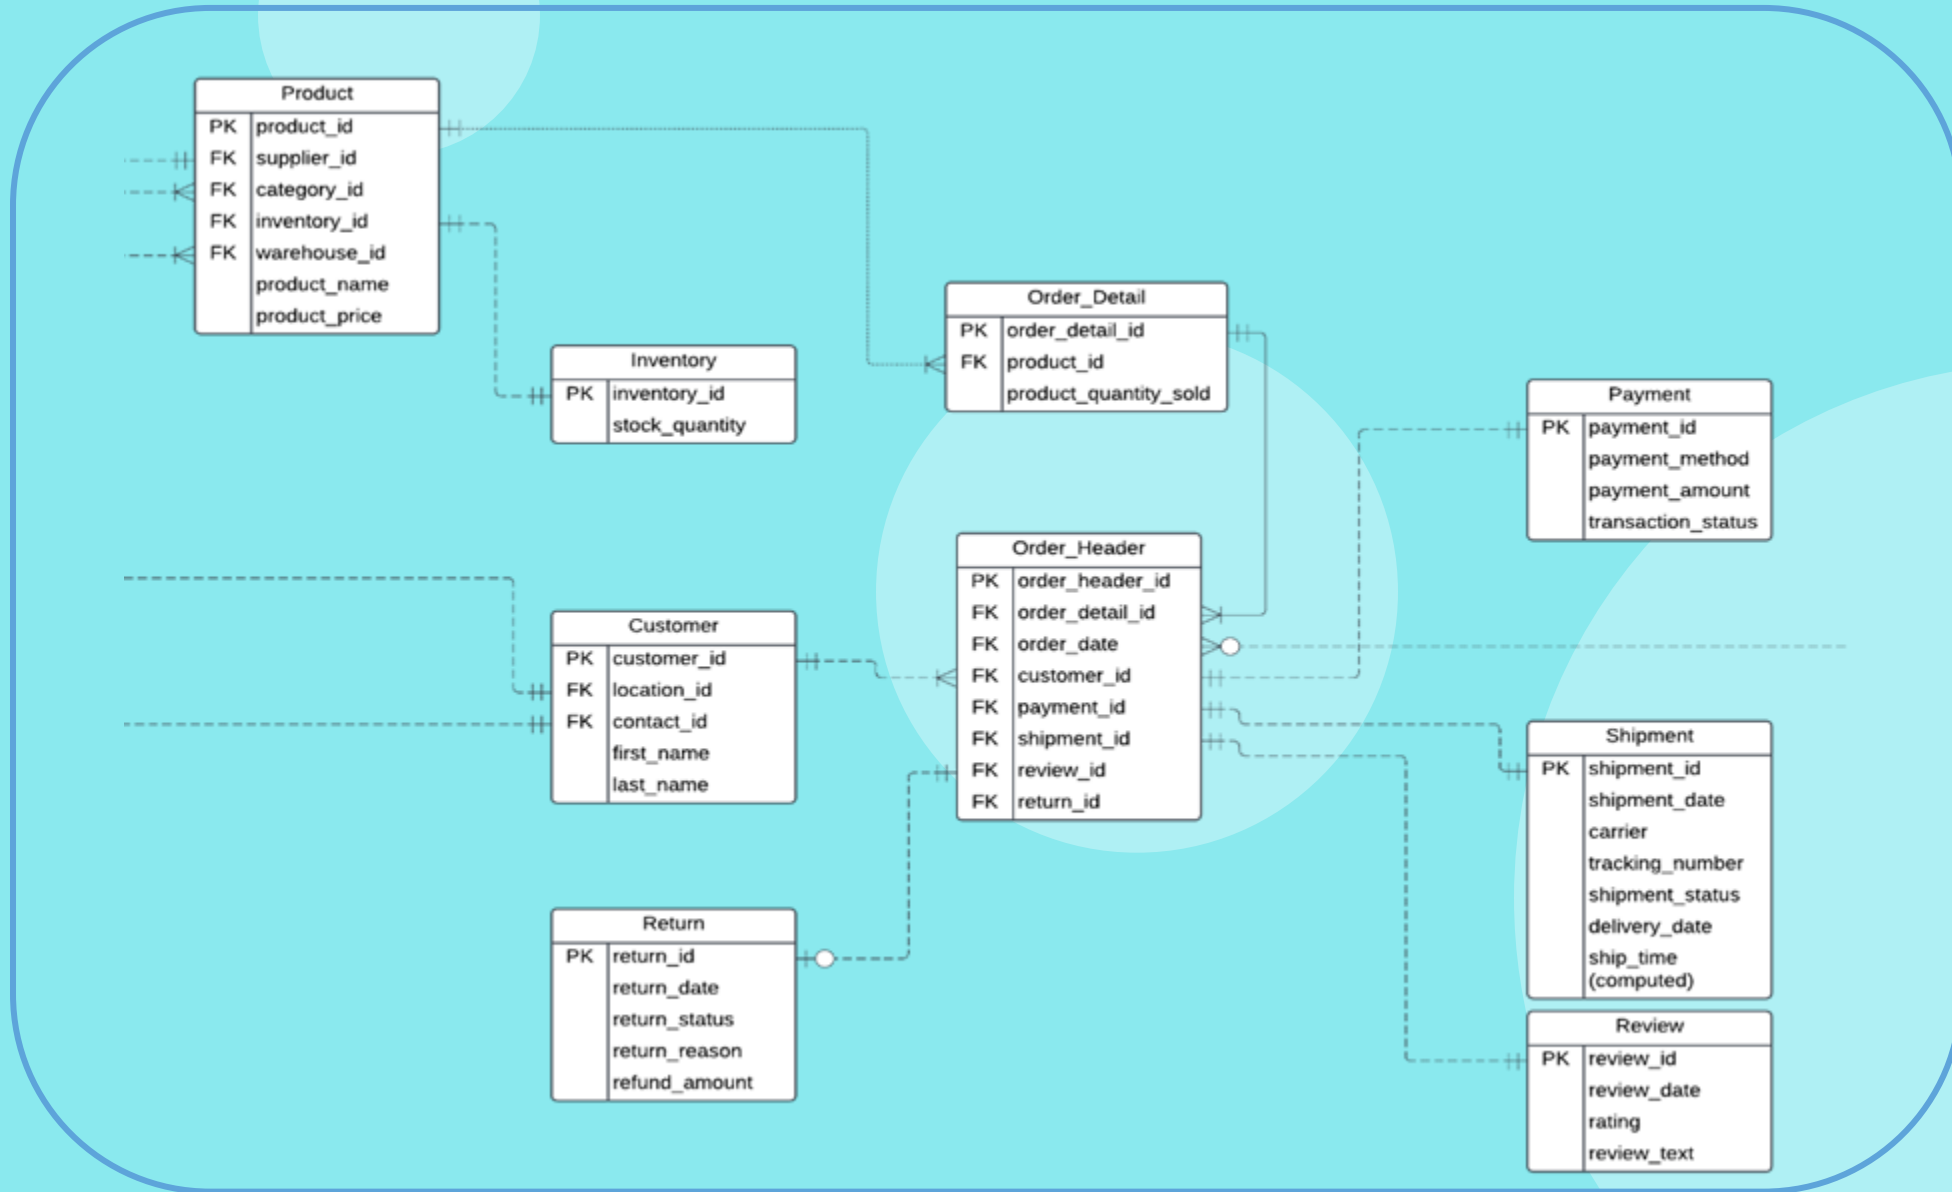 Product
PK product_id
FK supplier_id
FK category_id
FK inventory_id
FK warehouse_id
product_name
product_price
Inventory
PK inventory_id
stock_quantity
Order_Detail
PK order_detail_id
FK product_id
product_quantity_sold
Payment
PK payment_id
payment_method
payment_amount
transaction_status
Customer
PK customer_id
FK location_id
FK contact_id
first_name
last_name
Order_Header
PK order_header_id
FK order_detail_id
FK order_date
FK customer_id
FK payment_id
FK shipment_id
FK review_id
FK return_id
Shipment
PK shipment_id
shipment_date
carrier
tracking_number
shipment_status
delivery_date
ship_time
(computed)
Return
PK return_id
return_date
return_status
return_reason
refund_amount
Review
PK review_id
review_date
rating
review_text